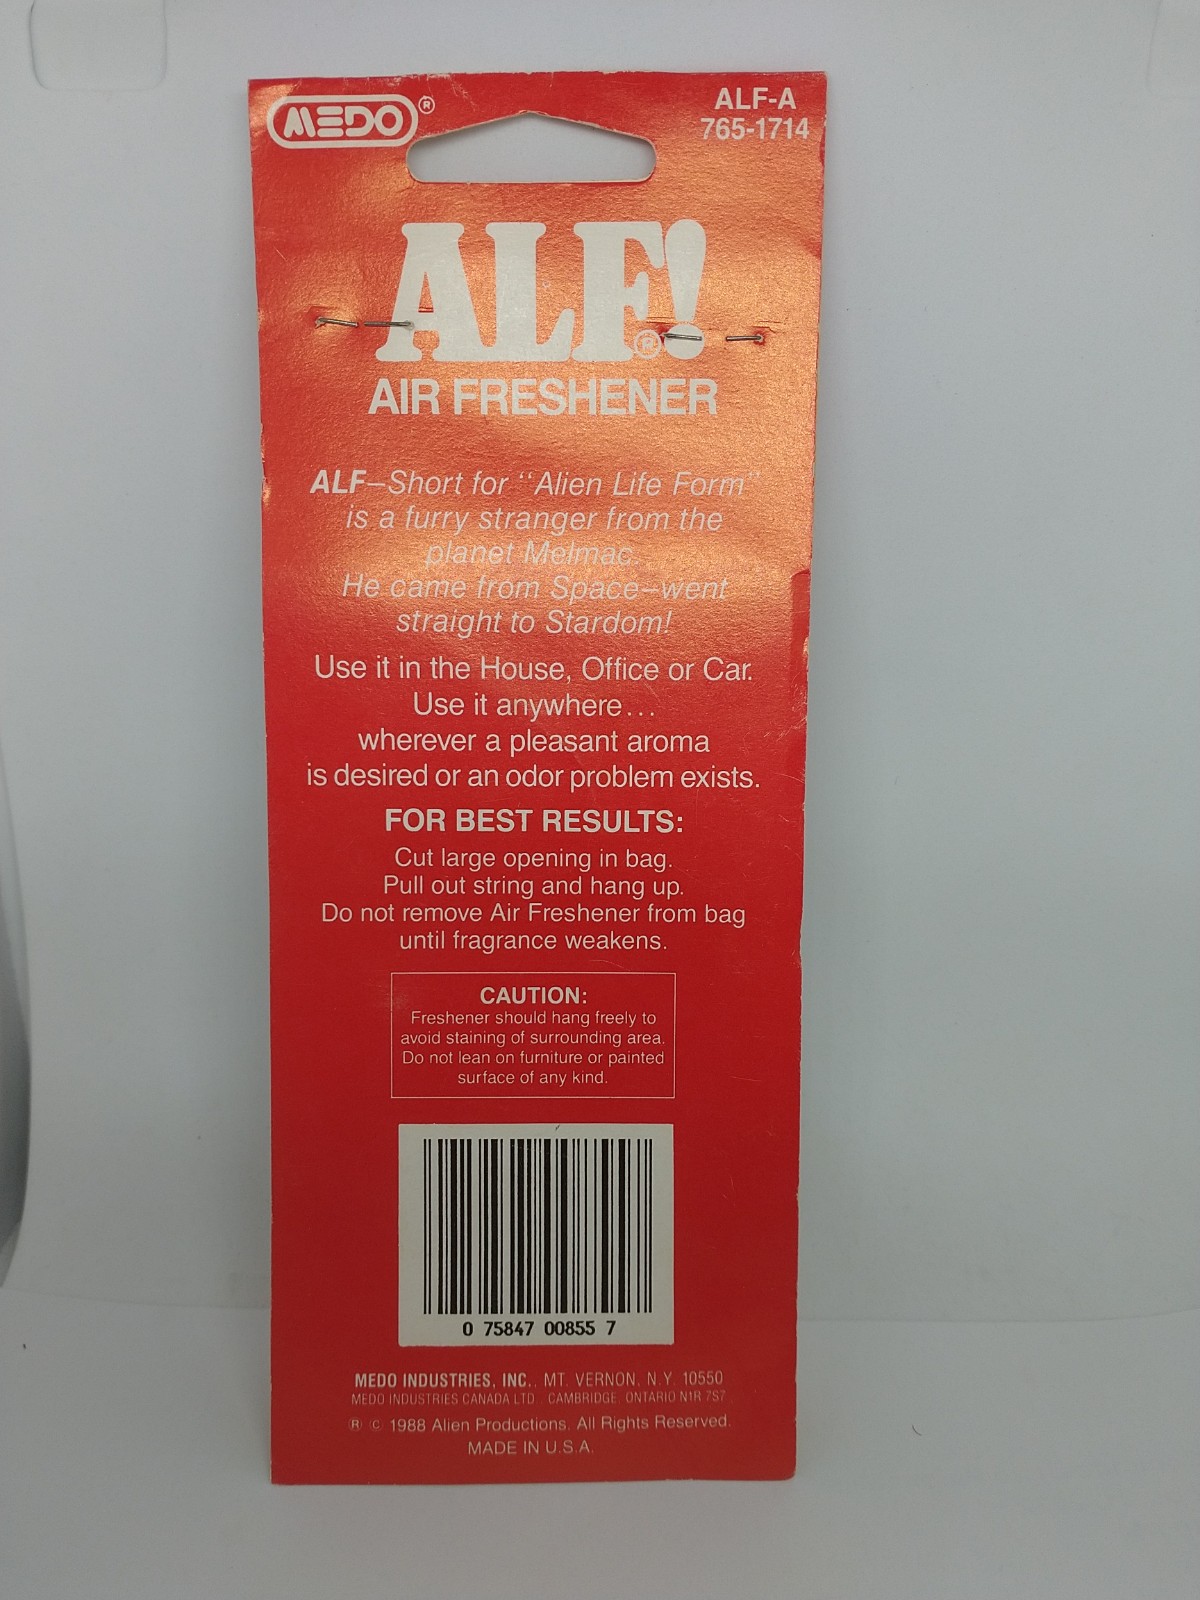 MEDO ®
ALF-A
765-1714
ALF!®
AIR FRESHENER
ALF–Short for "Alien Life Form"
is a furry stranger from the
planet Melmac.
He came from Space–went
straight to Stardom!
Use it in the House, Office or Car.
Use it anywhere...
wherever a pleasant aroma
is desired or an odor problem exists.
FOR BEST RESULTS:
Cut large opening in bag.
Pull out string and hang up.
Do not remove Air Freshener from bag
until fragrance weakens.
CAUTION:
Freshener should hang freely to
avoid staining of surrounding area.
Do not lean on furniture or painted
surface of any kind.
0 75847 00855 7
MEDO INDUSTRIES, INC., MT. VERNON, N.Y. 10550
MEDO INDUSTRIES CANADA LTD., CAMBRIDGE, ONTARIO N1R 7S7
® © 1988 Alien Productions. All Rights Reserved.
MADE IN U.S.A.